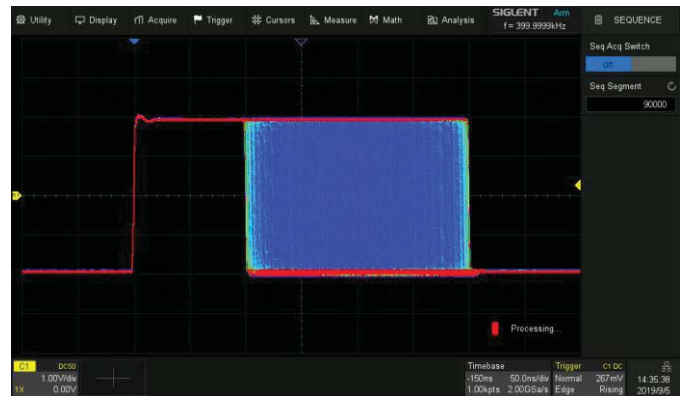 Utility Display Acquire Trigger Cursors Measure Math Analysis
SIGLENT Arm
f = 399.9999kHz
SEQUENCE
Seq Acq Switch
on
Seq Segment
90000
Processing...
C1 DC50
1.00V/div
1X 0.00V
Timebase
-150ns 50.0ns/div
1.00kpts 2.00GSa/s
Trigger C1 DC
Normal 267mV
Edge Rising
14:35:38
2019/9/5